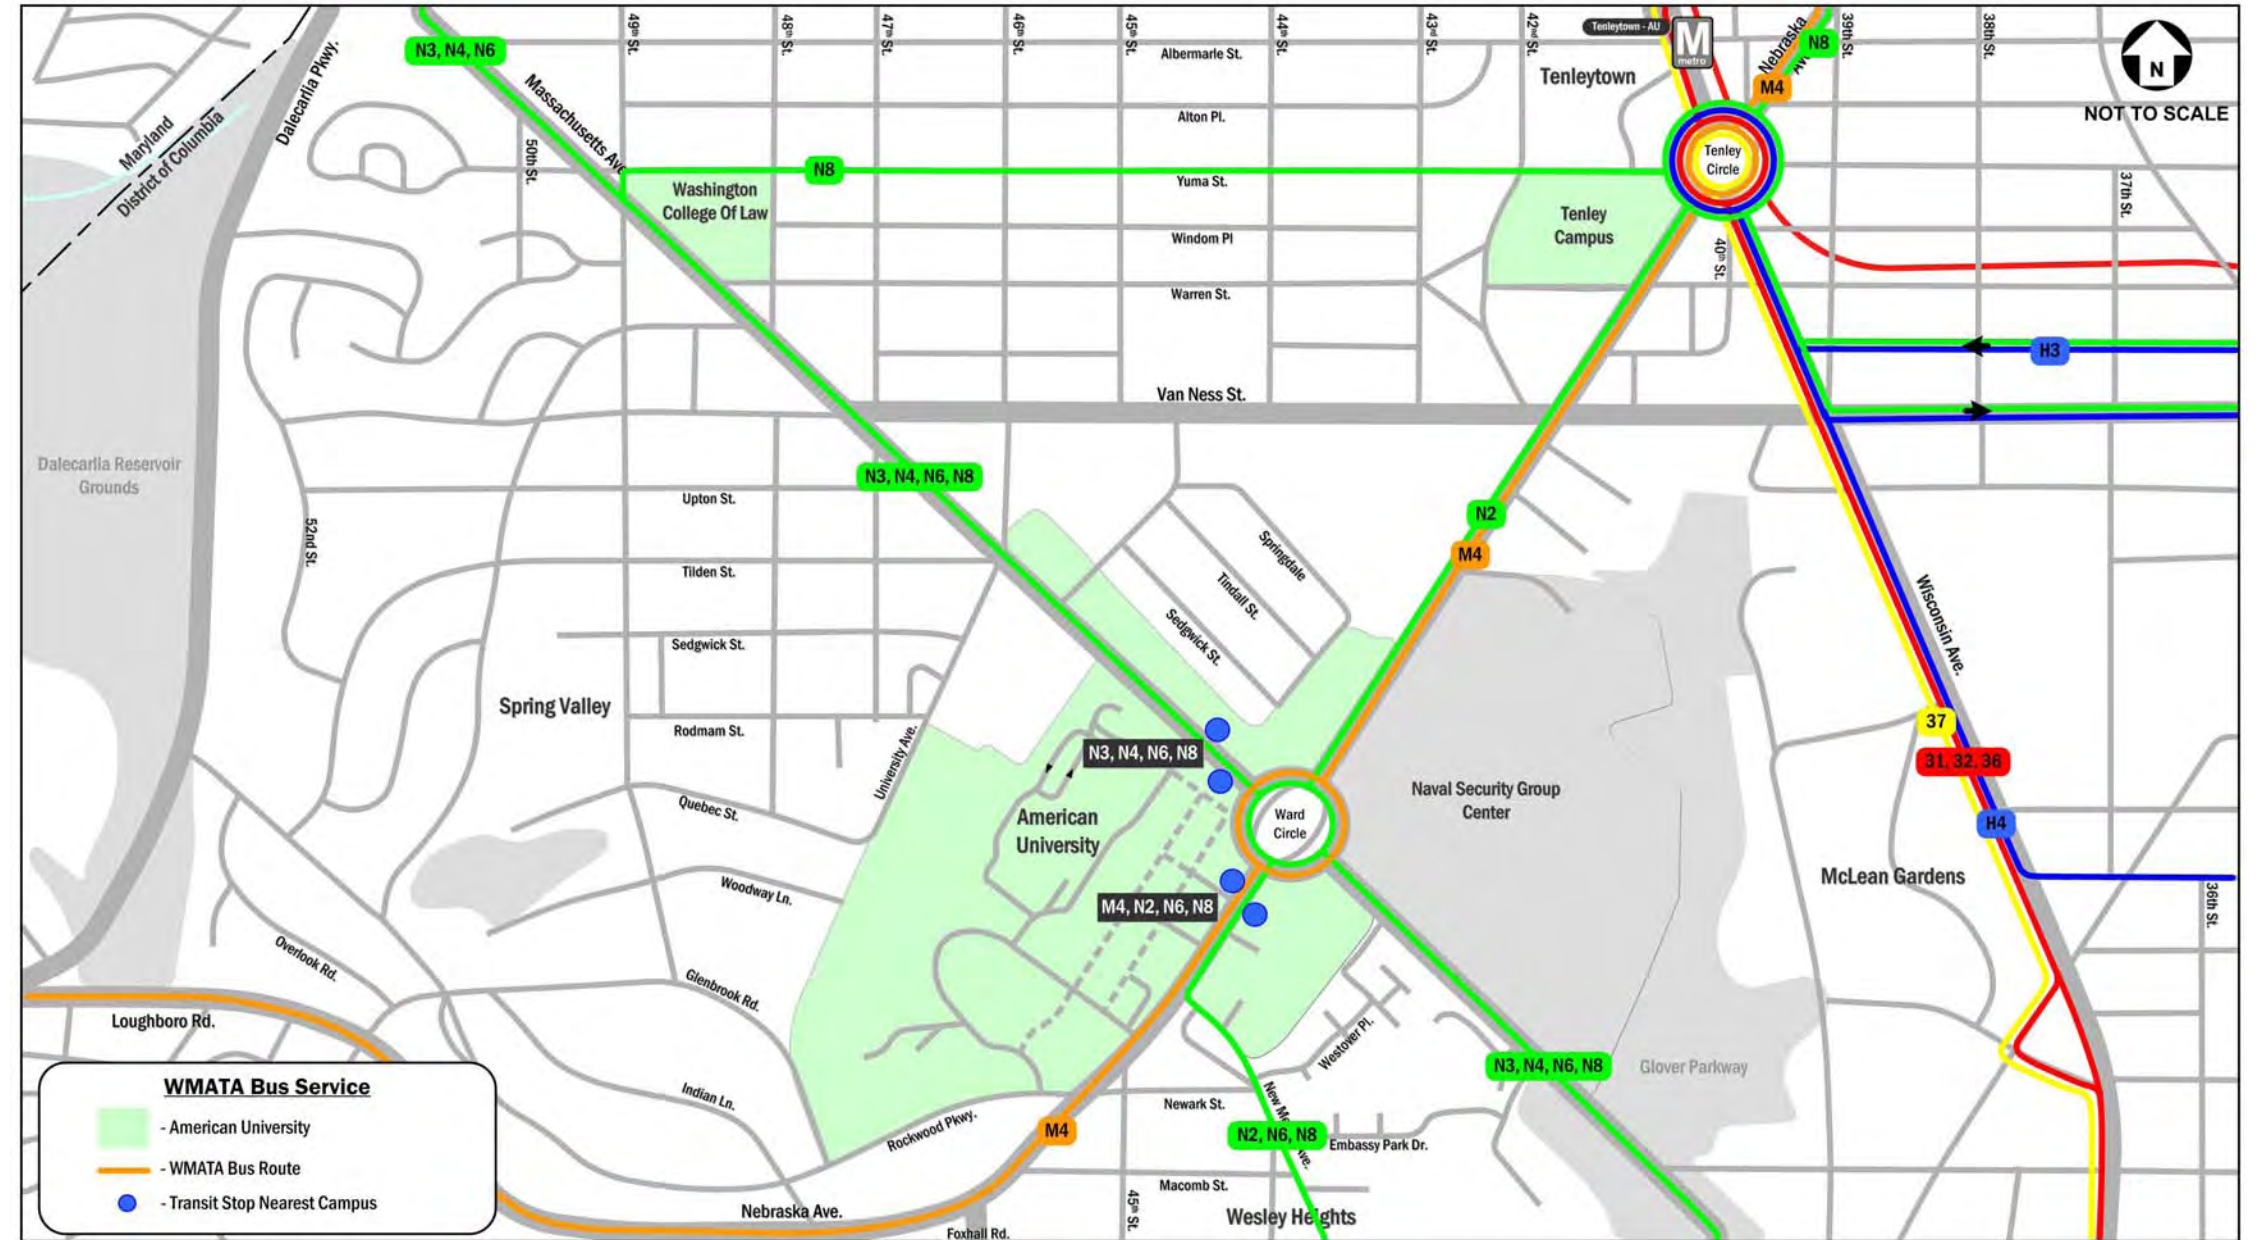 49th St.
48th St.
47th St.
46th St.
45th St.
44th St.
43rd St.
42nd St.
Tenleytown - AU
M
metro
Nebraska
Ave.
N8
39th St.
38th St.
N
NOT TO SCALE
N3, N4, N6
Dalecarlia Pkwy.
Massachusetts Ave
Albermarle St.
Tenleytown
M4
Alton Pl.
Maryland
District of Columbia
50th St.
N8
Yuma St.
Tenley
Circle
37th St.
Washington
College Of Law
Tenley
Campus
Windom Pl
40th St.
Warren St.
H3
Van Ness St.
Dalecarlia Reservoir
Grounds
N3, N4, N6, N8
Upton St.
52nd St.
N2
M4
Springdale
Tindall St.
Sedgwick St.
Tilden St.
Wisconsin Ave.
Sedgwick St.
Spring Valley
Rodmam St.
University Ave.
N3, N4, N6, N8
37
31, 32, 36
Quebec St.
American
University
Ward
Circle
Naval Security Group
Center
H4
Woodway Ln.
M4, N2, N6, N8
McLean Gardens
36th St.
Overlook Rd.
Glenbrook Rd.
Loughboro Rd.
Westover Pl.
N3, N4, N6, N8
Glover Parkway
Indian Ln.
Rockwood Pkwy.
M4
Newark St.
New Me
ve.
N2, N6, N8
Embassy Park Dr.
Macomb St.
45th St.
Wesley Heights
Nebraska Ave.
Foxhall Rd.
WMATA Bus Service
- American University
- WMATA Bus Route
- Transit Stop Nearest Campus